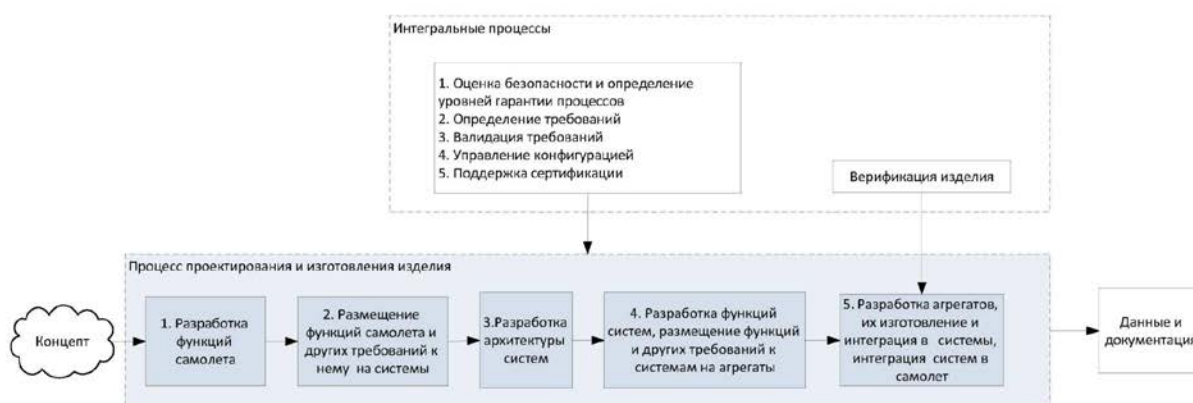 Интегральные процессы
1. Оценка безопасности и определение
уровней гарантии процессов
2. Определение требований
3. Валидация требований
4. Управление конфигурацией
5. Поддержка сертификации
Верификация изделия
Процесс проектирования и изготовления изделия
Концепт
1. Разработка
функций
самолета
2. Размещение
функций самолета и
других требований к
нему на системы
3.Разработка
архитектуры
систем
4. Разработка функций
систем, размещение функций
и других требований к
системам на агрегаты
5. Разработка агрегатов,
их изготовление и
интеграция в системы,
интеграция систем в
самолет
Данные и
документация